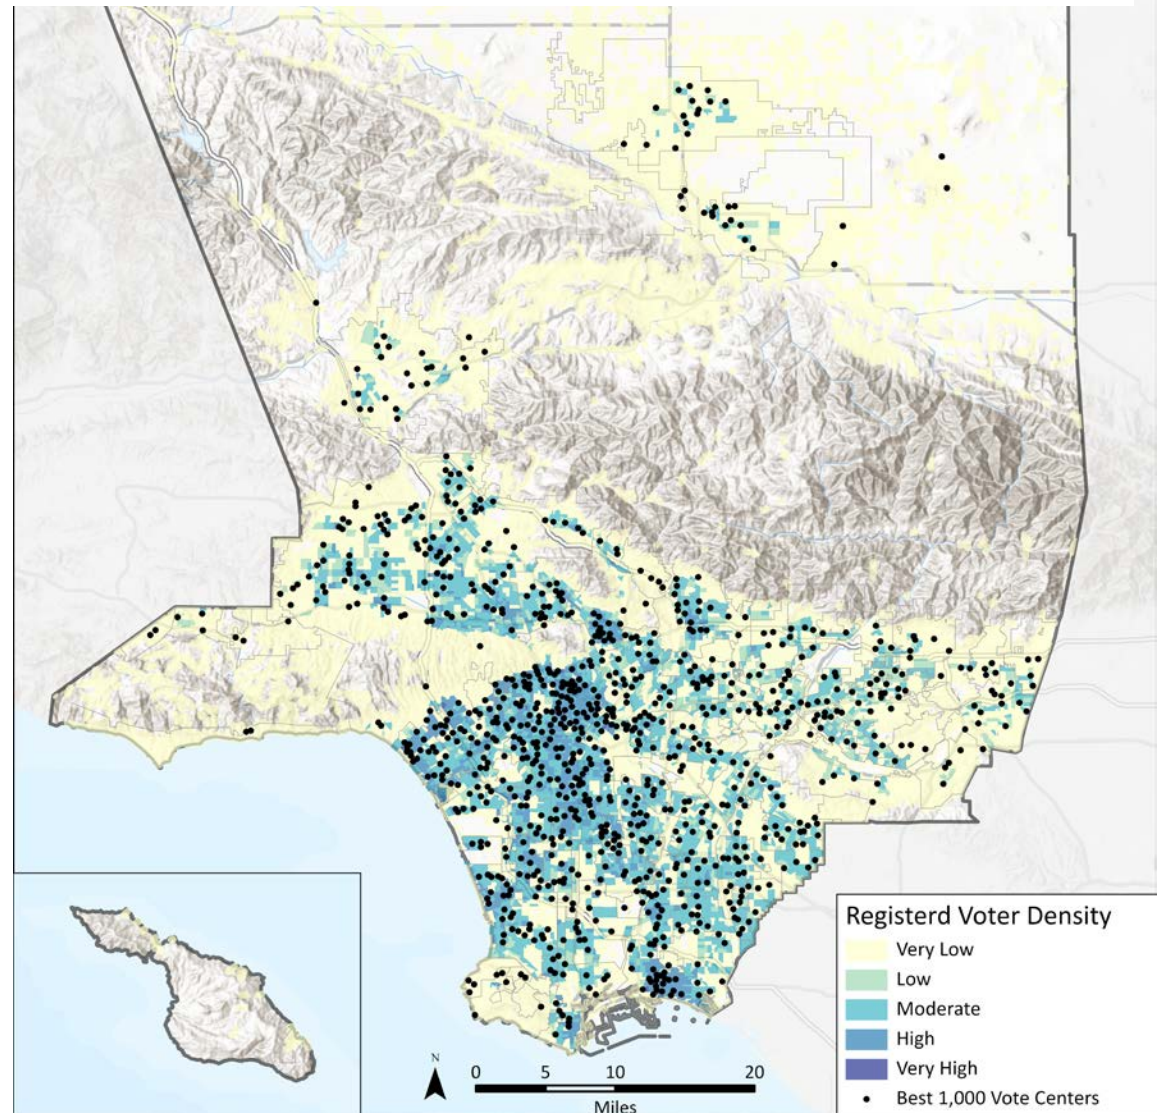 Registerd Voter Density
Very Low
Low
Moderate
High
Very High
Best 1,000 Vote Centers
N
0 5 10 20
Miles